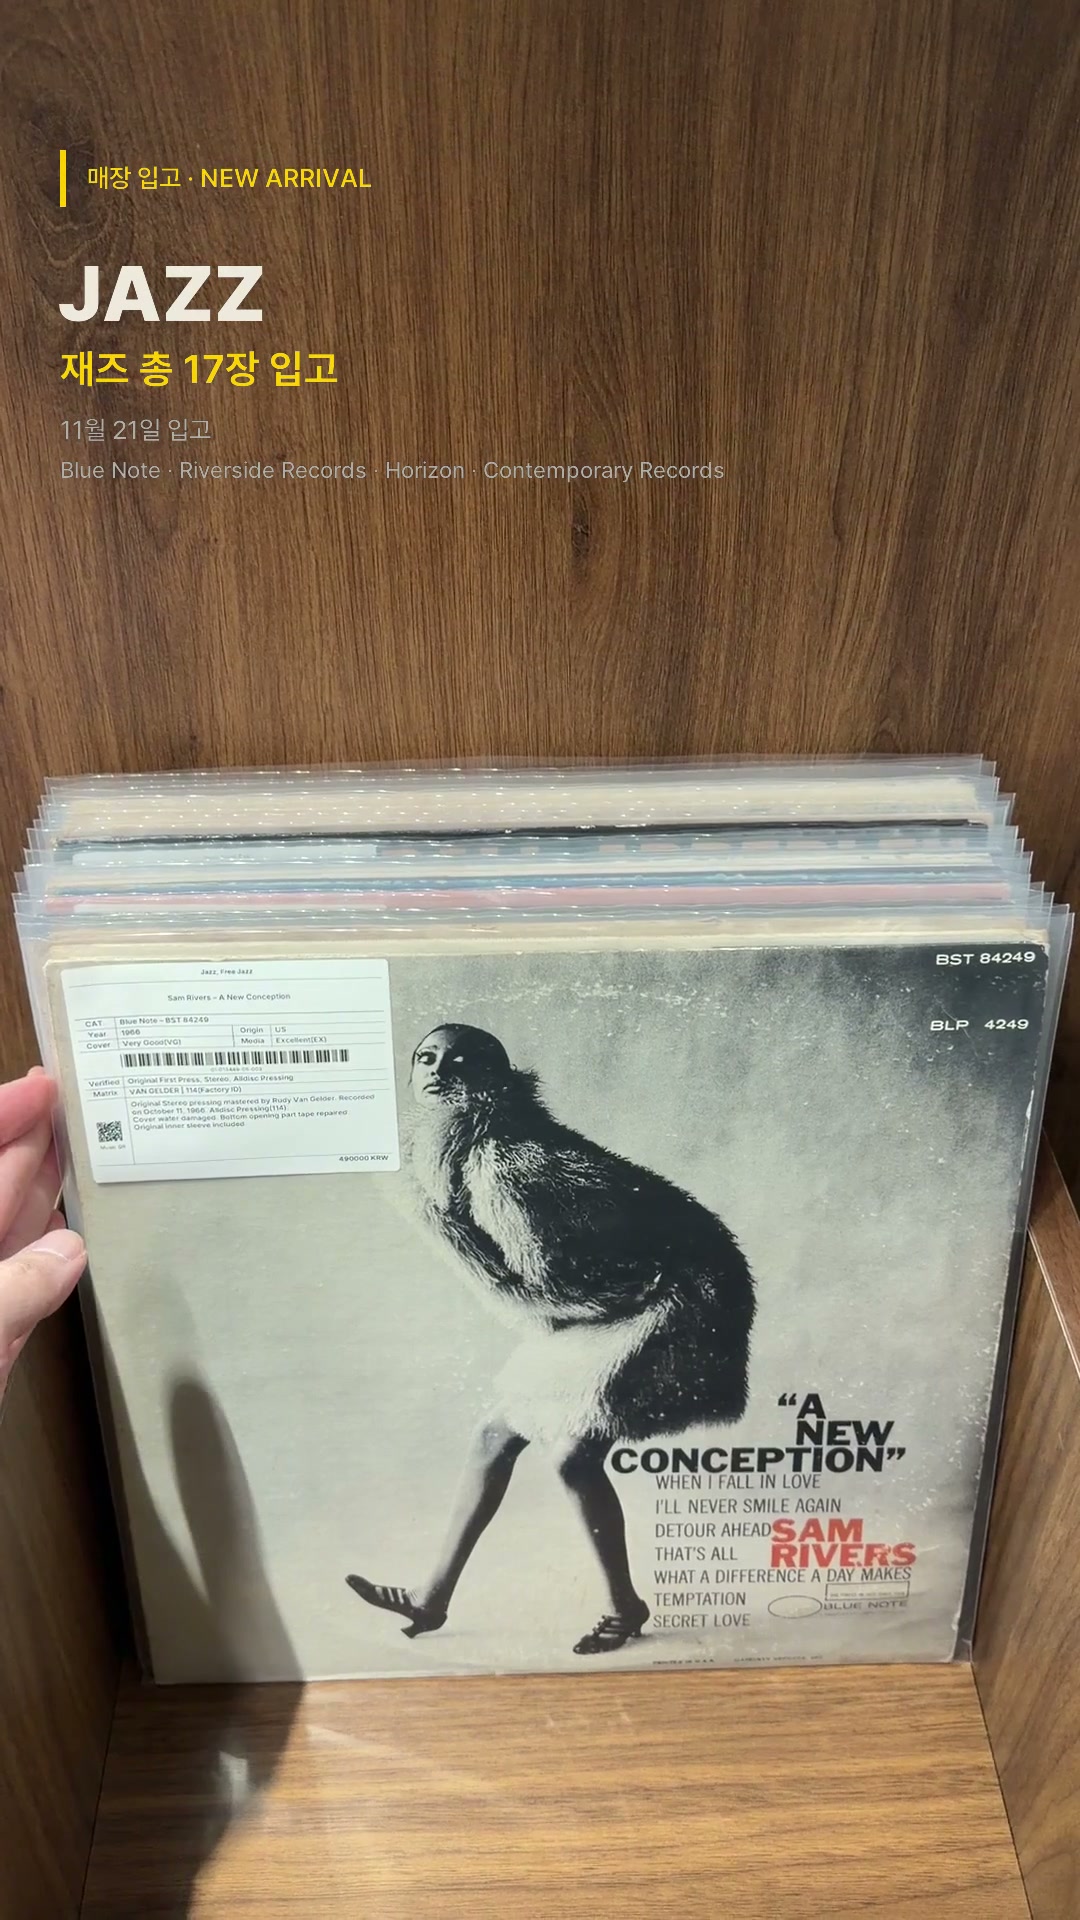 매장 입고 · NEW ARRIVAL
JAZZ
재즈 총 17장 입고
11월 21일 입고
Blue Note · Riverside Records · Horizon · Contemporary Records
BST 84249
BLP 4249
Jazz, Free Jazz
Sam Rivers – A New Conception
CAT Blue Note – BST 84249
Year 1966 Origin US
Cover Very Good(VG) Media Excellent(EX)
Verified Original First Press, Stereo, Alldisc Pressing
Matrix VAN GELDER | 114(Factory ID)
Original Stereo pressing mastered by Rudy Van Gelder. Recorded
on October 11, 1966. Alldisc Pressing(114)
Cover water damaged. Bottom opening part tape repaired
Original inner sleeve included
490000 KRW
“A
NEW
CONCEPTION”
WHEN I FALL IN LOVE
I'LL NEVER SMILE AGAIN
DETOUR AHEAD
THAT'S ALL
WHAT A DIFFERENCE A DAY MAKES
TEMPTATION
SECRET LOVE
SAM
RIVERS
BLUE NOTE